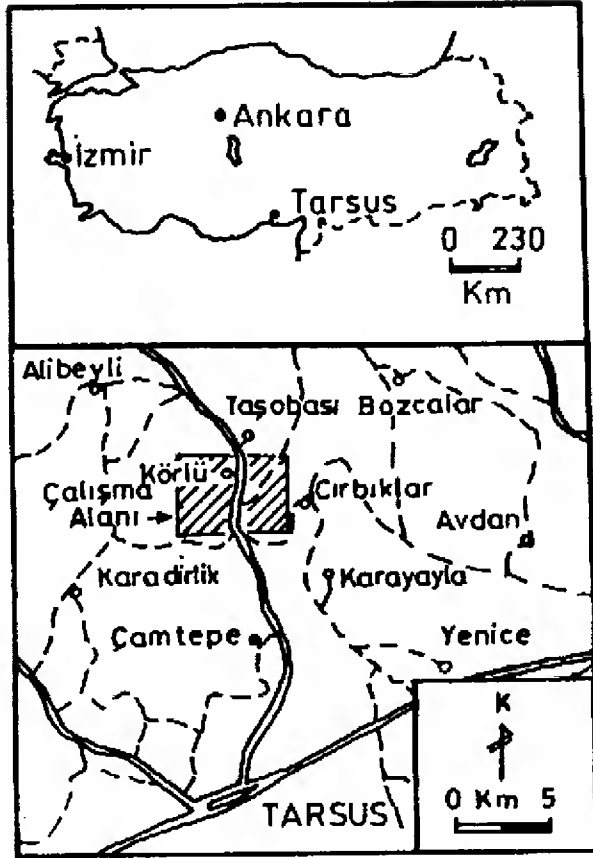 Ankara
İzmir
Tarsus
0 230
Km
Alibeyli
Taşobası Bozcalar
Körlü
Çalışma
Alanı
Cırbıklar
Avdan
Karadirlik
Karayayla
Çamtepe
Yenice
K
0 Km 5
TARSUS